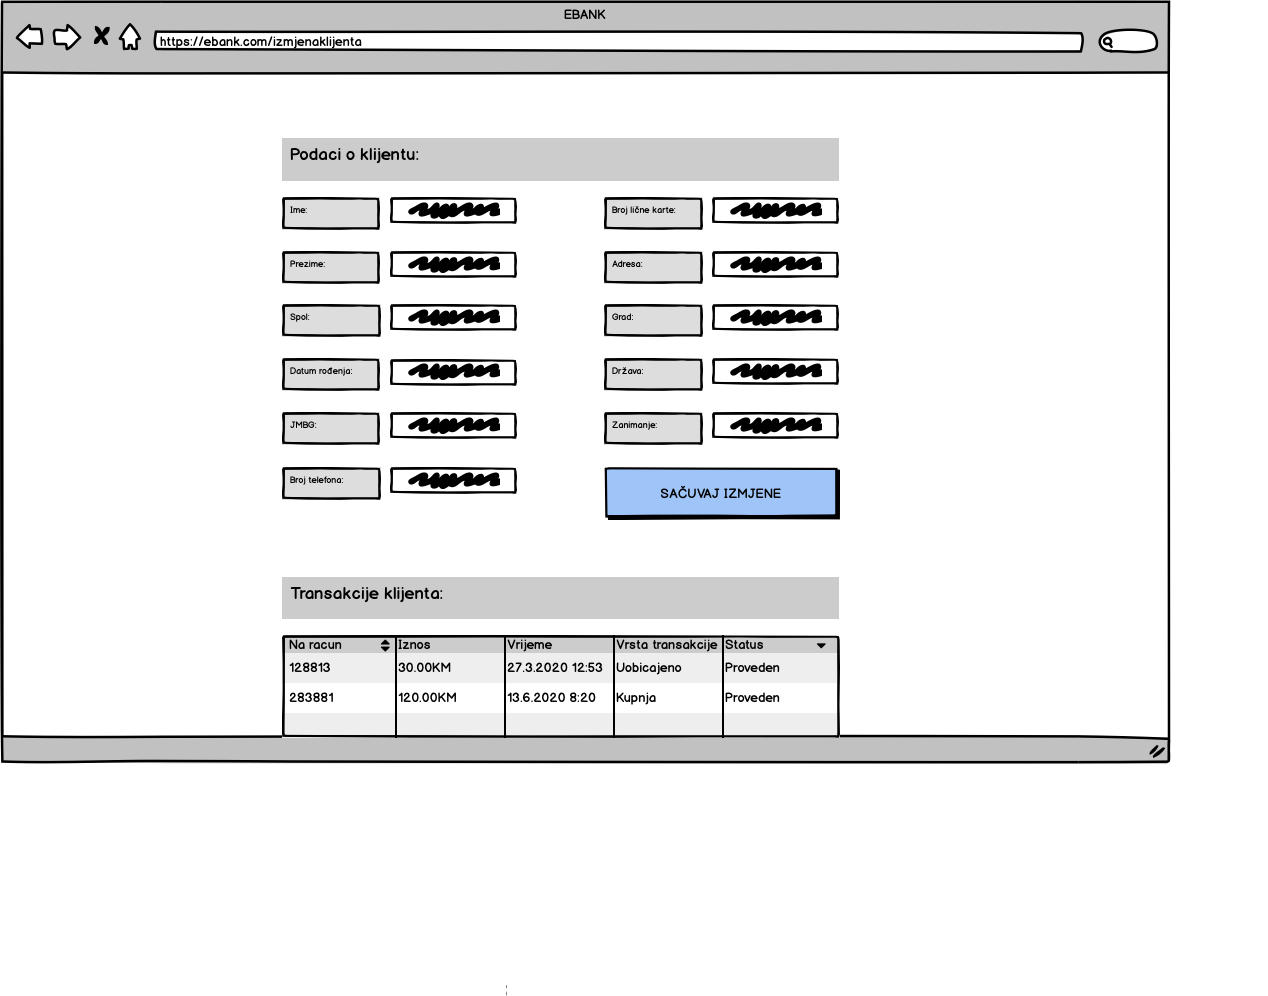 EBANK
https://ebank.com/izmjenaklijenta
Podaci o klijentu:
Ime:
Broj lične karte:
Prezime:
Adresa:
Spol:
Grad:
Datum rođenja:
Država:
JMBG:
Zanimanje:
Broj telefona:
SAČUVAJ IZMJENE
Transakcije klijenta:
Na racun Iznos Vrijeme Vrsta transakcije Status
128813 30.00KM 27.3.2020 12:53 Uobicajeno Proveden
283881 120.00KM 13.6.2020 8:20 Kupnja Proveden